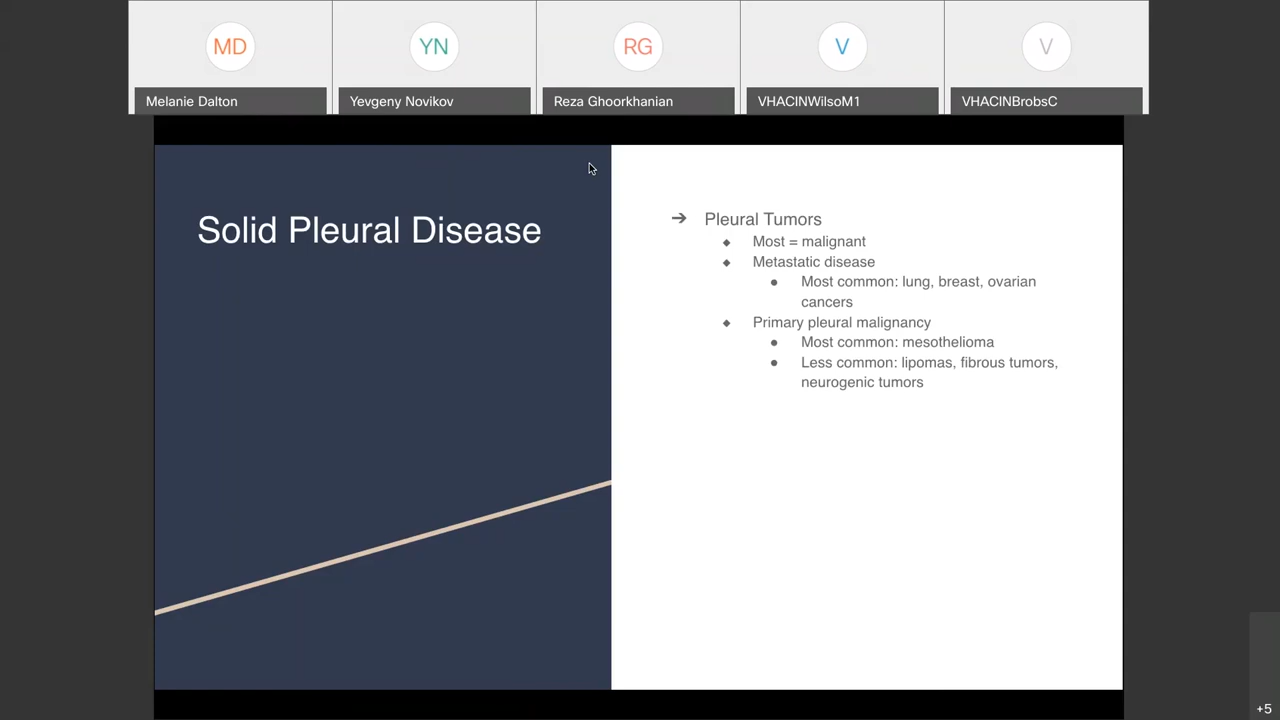 MD
YN
RG
V
V
Melanie Dalton
Yevgeny Novikov
Reza Ghoorkhanian
VHACINWilsoM1
VHACINBrobsC
Solid Pleural Disease
➔ Pleural Tumors
◆ Most = malignant
◆ Metastatic disease
● Most common: lung, breast, ovarian
cancers
◆ Primary pleural malignancy
● Most common: mesothelioma
● Less common: lipomas, fibrous tumors,
neurogenic tumors
+5